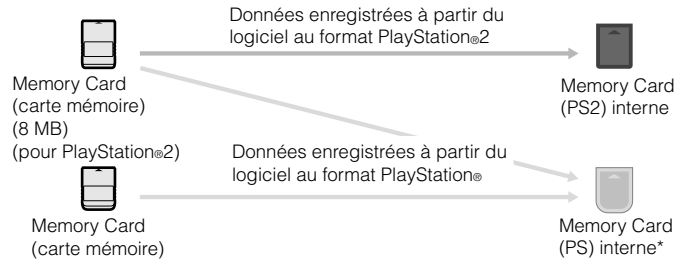 Données enregistrées à partir du
logiciel au format PlayStation®2
Memory Card
(carte mémoire)
(8 MB)
(pour PlayStation®2)
Memory Card
(PS2) interne
Données enregistrées à partir du
logiciel au format PlayStation®
Memory Card
(carte mémoire)
Memory Card
(PS) interne*